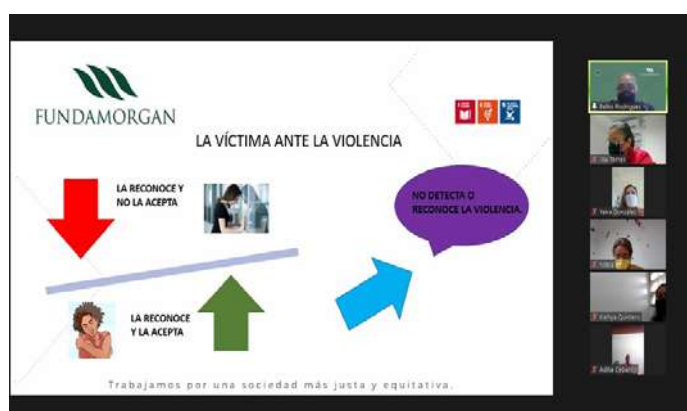 FUNDAMORGAN
LA VÍCTIMA ANTE LA VIOLENCIA
LA RECONOCE Y
NO LA ACEPTA
NO DETECTA O
RECONOCE LA VIOLENCIA.
LA RECONOCE
Y LA ACEPTA
Trabajamos por una sociedad más justa y equitativa.
Rodriguez